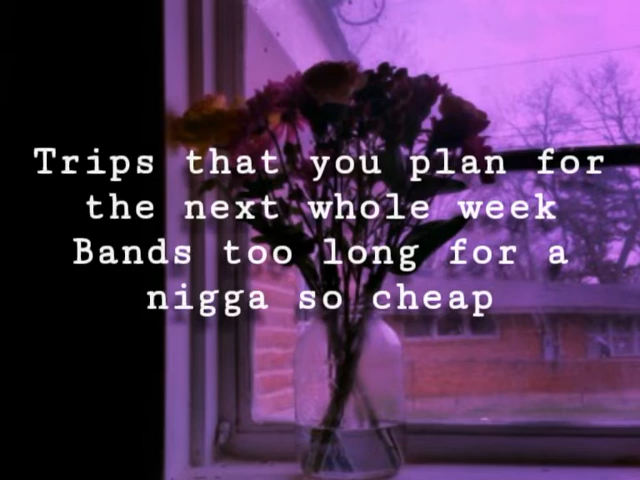 Trips that you plan for
the next whole week
Bands too long for a
nigga so cheap